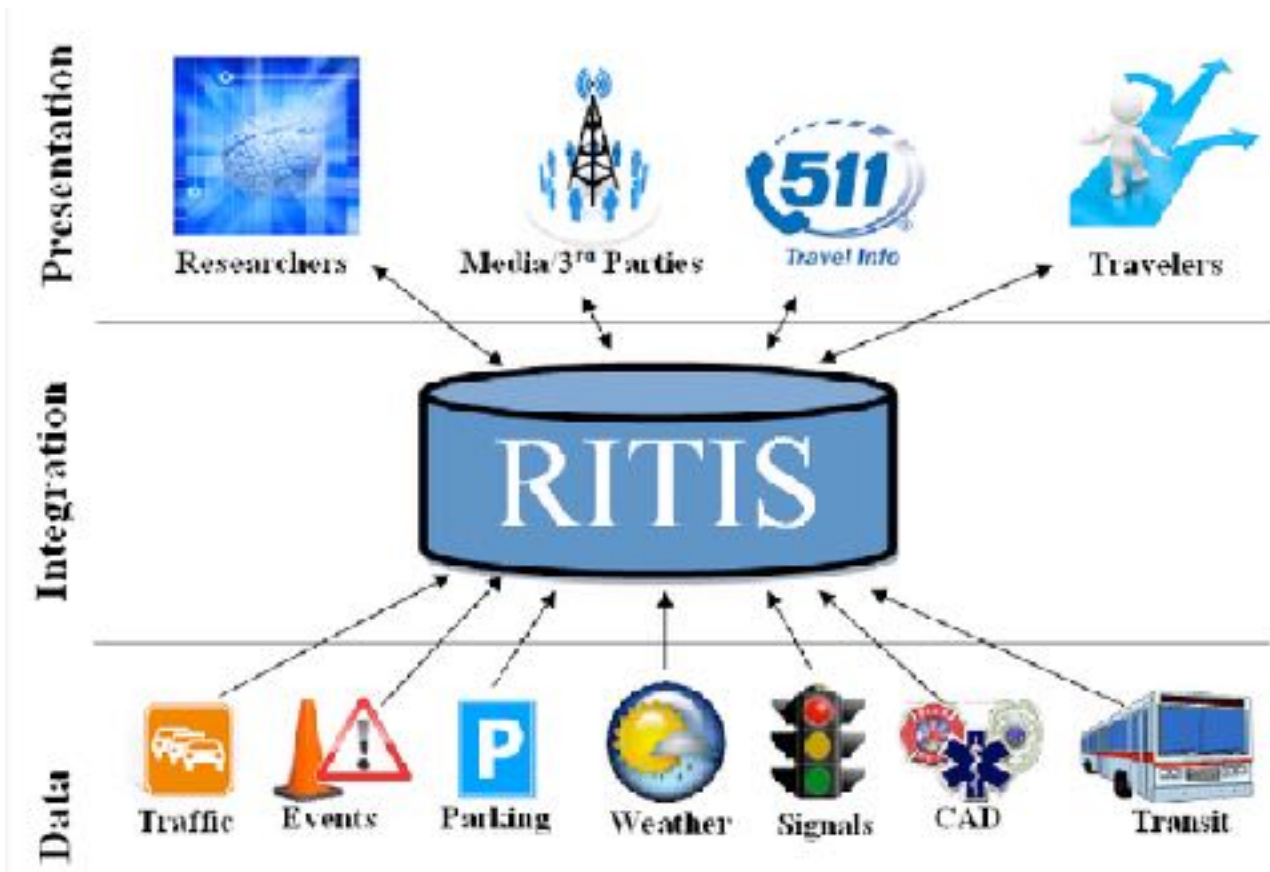 Presentation
Researchers
Media/3rd Parties
511
Travel Info
Travelers
Integration
RITIS
Data
Traffic
Events
P
Parking
Weather
Signals
CAD
Transit